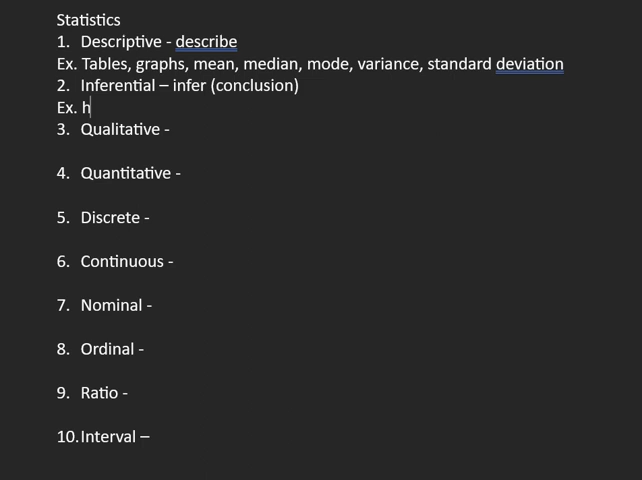 Statistics
1. Descriptive - describe
Ex. Tables, graphs, mean, median, mode, variance, standard deviation
2. Inferential – infer (conclusion)
Ex. h
3. Qualitative -
4. Quantitative -
5. Discrete -
6. Continuous -
7. Nominal -
8. Ordinal -
9. Ratio -
10. Interval –